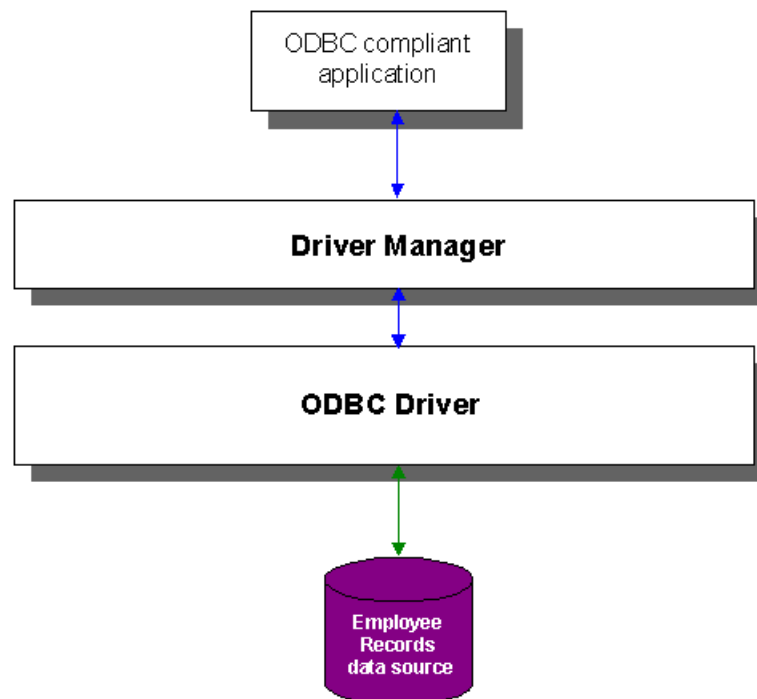 ODBC compliant
application
Driver Manager
ODBC Driver
Employee
Records
data source